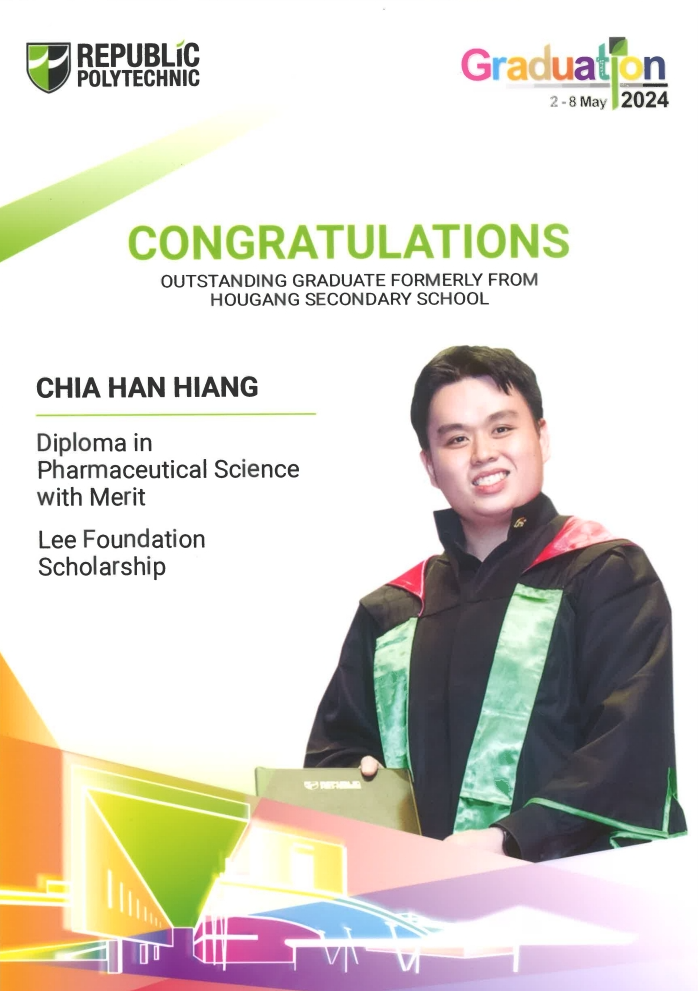 REPUBLIC
POLYTECHNIC
Graduation
2 - 8 May 2024
CONGRATULATIONS
OUTSTANDING GRADUATE FORMERLY FROM
HOUGANG SECONDARY SCHOOL
CHIA HAN HIANG
Diploma in
Pharmaceutical Science
with Merit
Lee Foundation
Scholarship
REPUBLIC